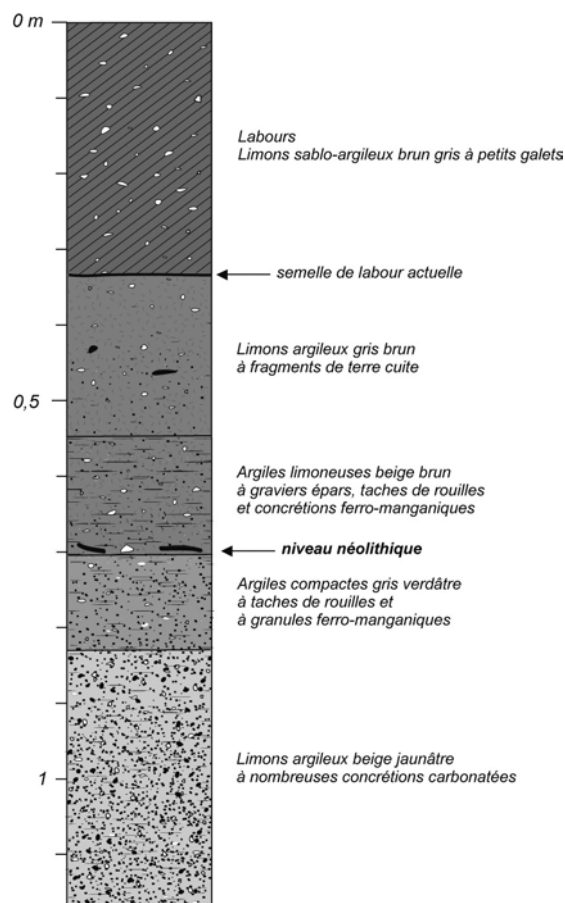 0 m
Labours
Limons sablo-argileux brun gris à petits galets
semelle de labour actuelle
Limons argileux gris brun
à fragments de terre cuite
0,5
Argiles limoneuses beige brun
à graviers épars, taches de rouilles
et concrétions ferro-manganiques
niveau néolithique
Argiles compactes gris verdâtre
à taches de rouilles et
à granules ferro-manganiques
Limons argileux beige jaunâtre
à nombreuses concrétions carbonatées
1